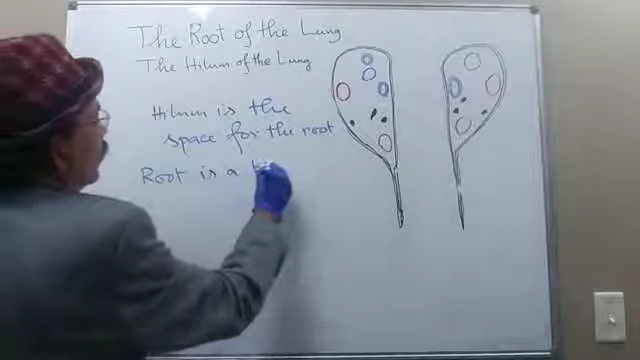 The Root of the Lung
The Hilum of the Lung
Hilum is the
space for the root
Root is a